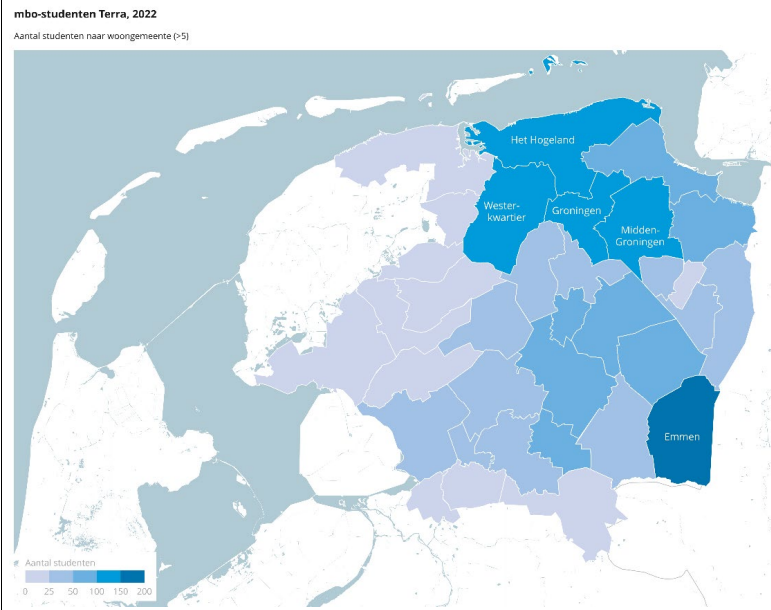 mbo-studenten Terra, 2022
Aantal studenten naar woongemeente (>5)
Het Hogeland
Wester-
kwartier
Groningen
Midden-
Groningen
Emmen
Aantal studenten
0 25 50 100 150 200